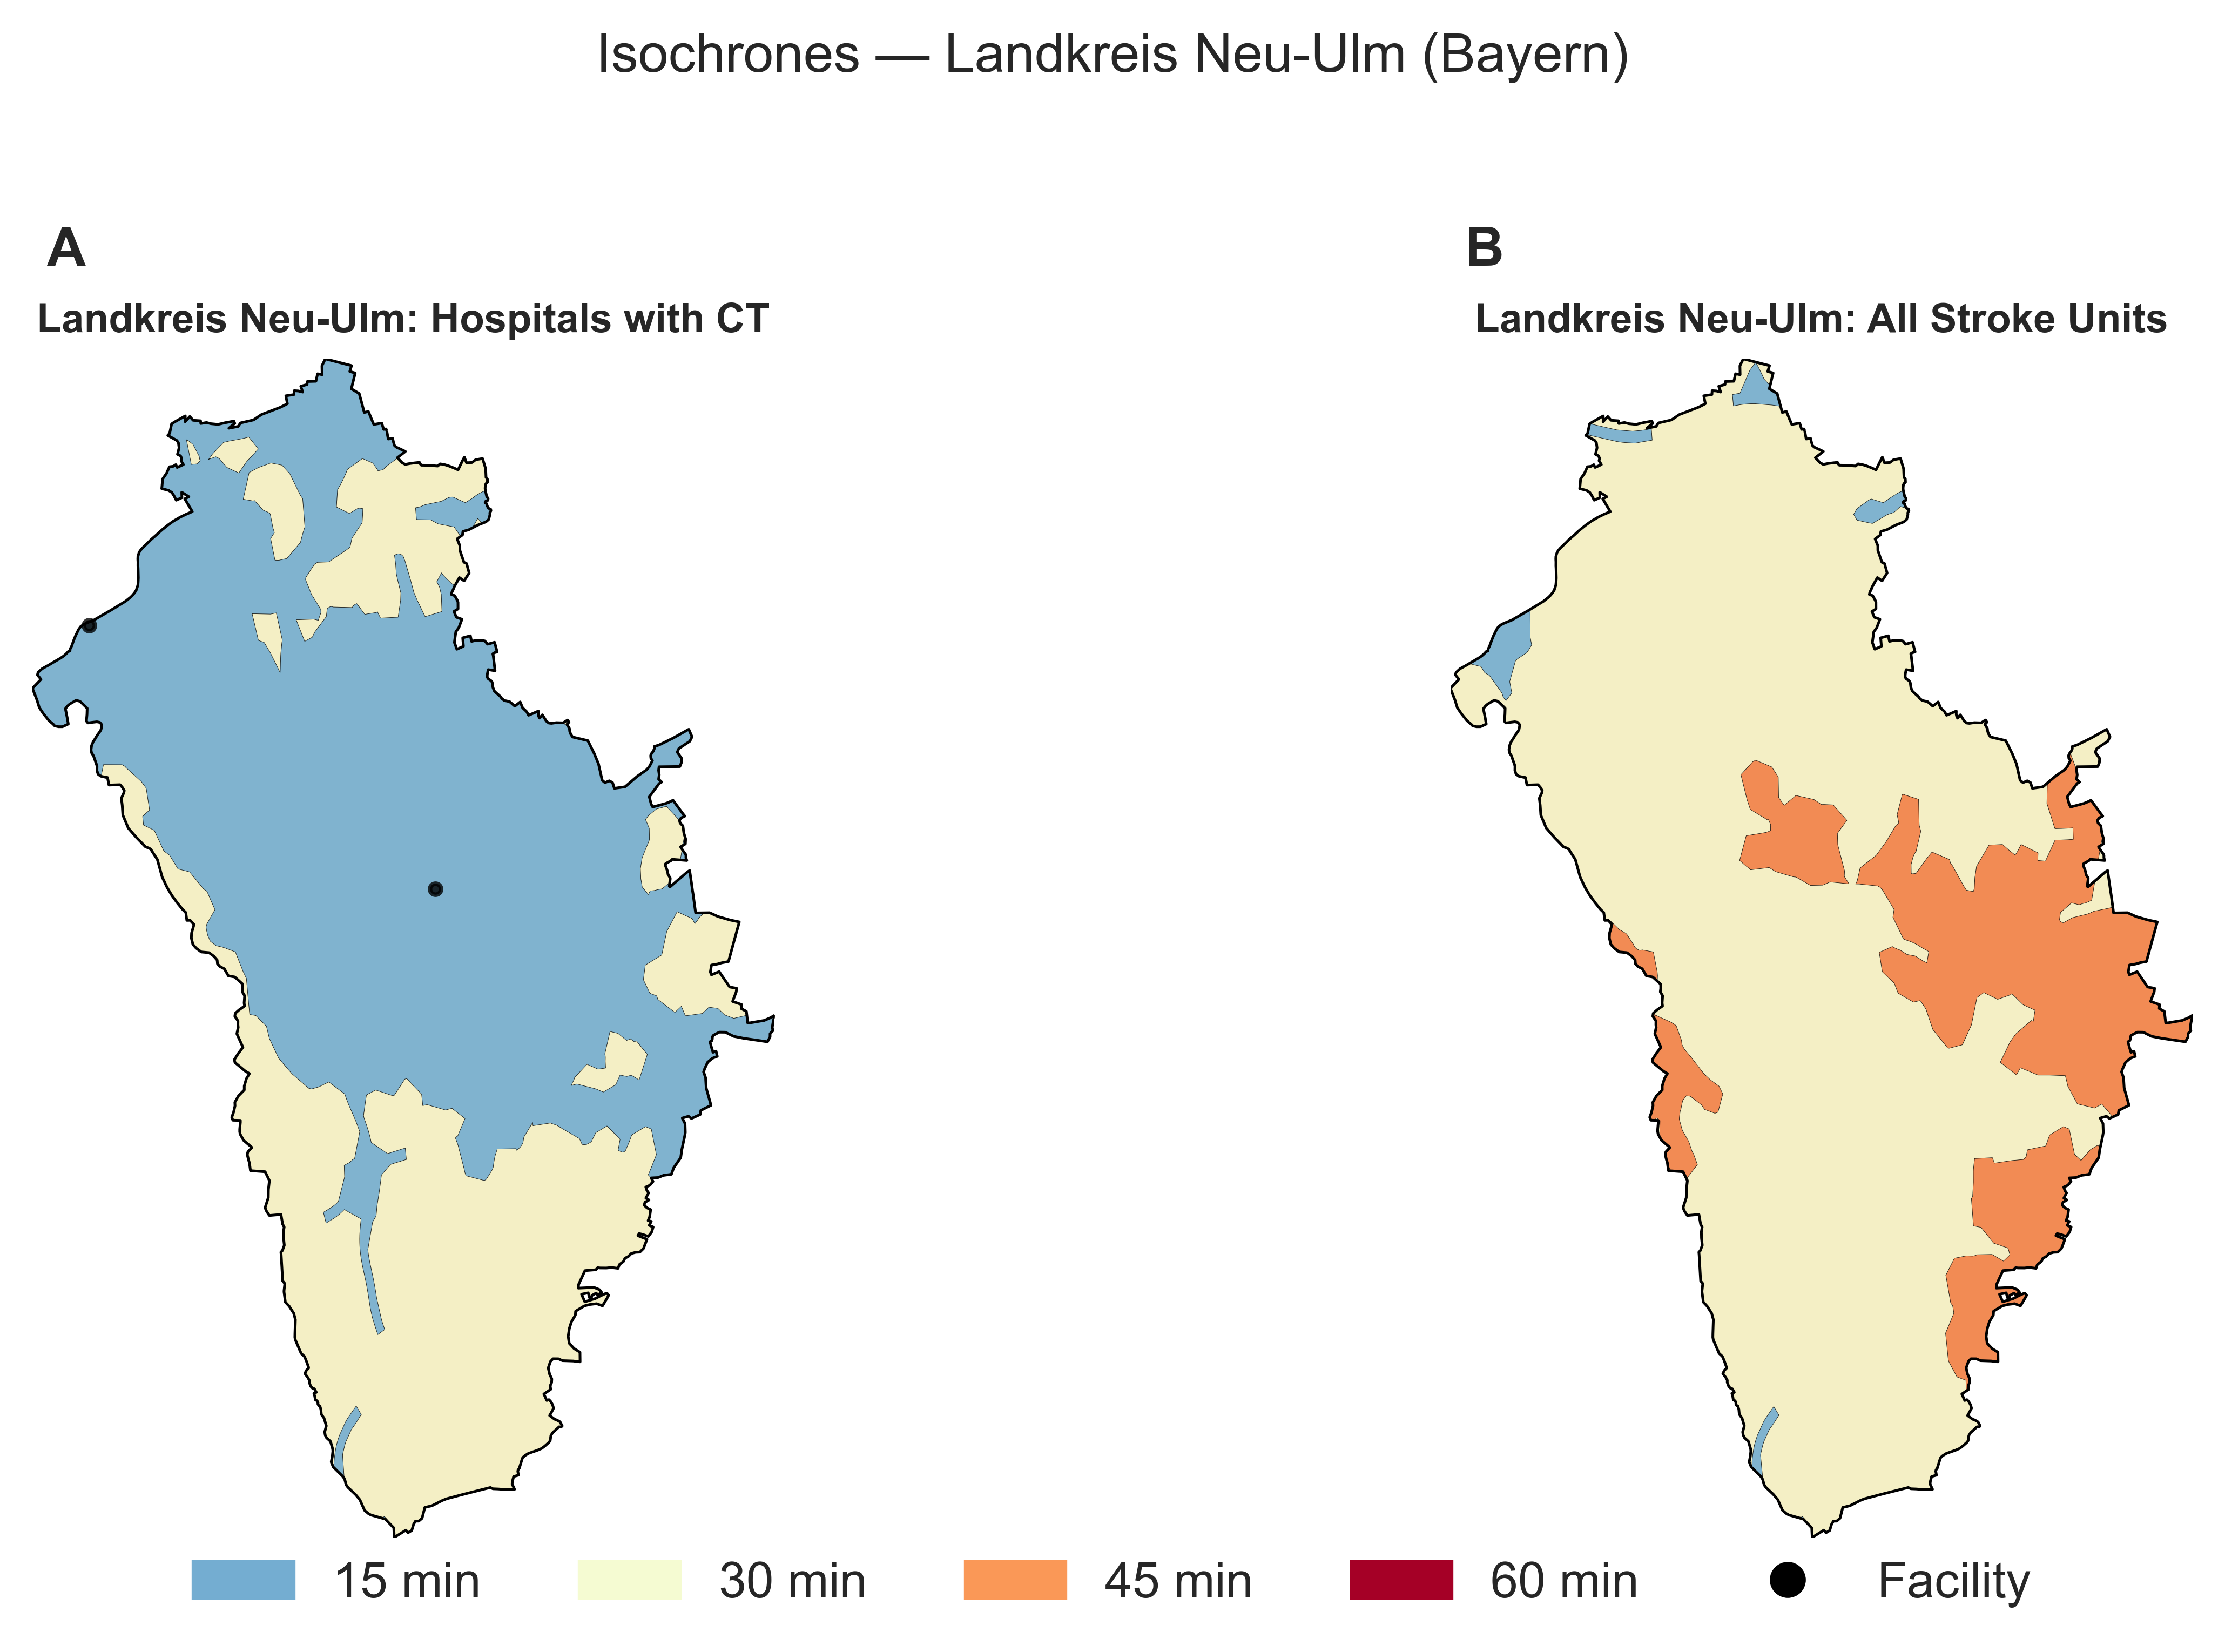 Isochrones — Landkreis Neu-Ulm (Bayern)
A
Landkreis Neu-Ulm: Hospitals with CT
B
Landkreis Neu-Ulm: All Stroke Units
15 min
30 min
45 min
60 min
Facility